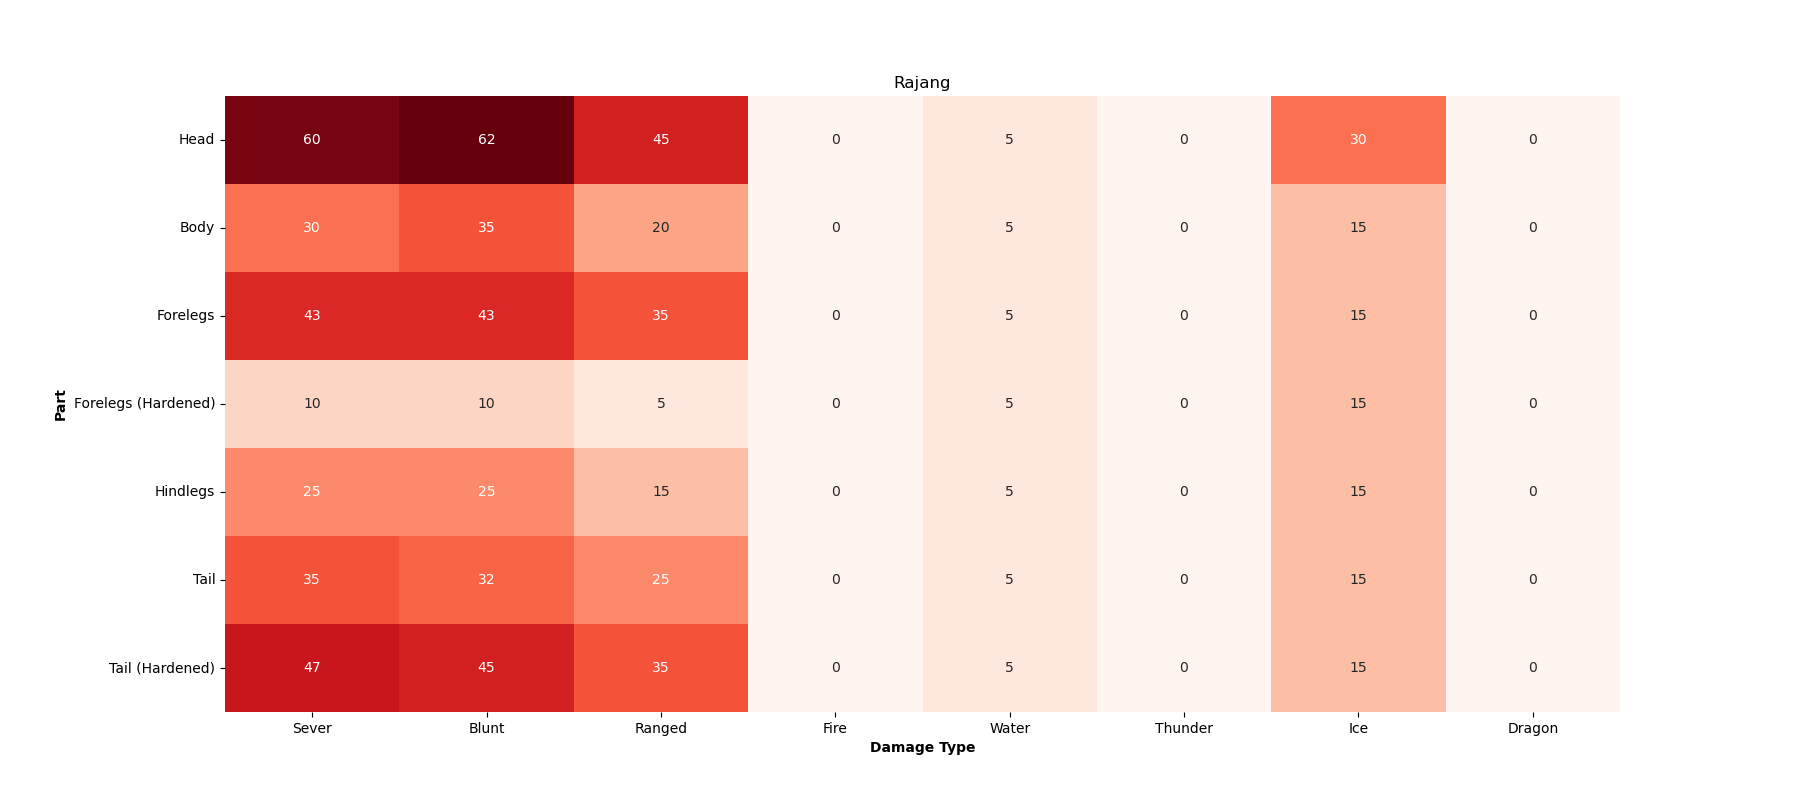 Rajang
Head 60 62 45 0 5 0 30 0
Body 30 35 20 0 5 0 15 0
Forelegs 43 43 35 0 5 0 15 0
Forelegs (Hardened) 10 10 5 0 5 0 15 0
Hindlegs 25 25 15 0 5 0 15 0
Tail 35 32 25 0 5 0 15 0
Tail (Hardened) 47 45 35 0 5 0 15 0
Part
Sever Blunt Ranged Fire Water Thunder Ice Dragon
Damage Type